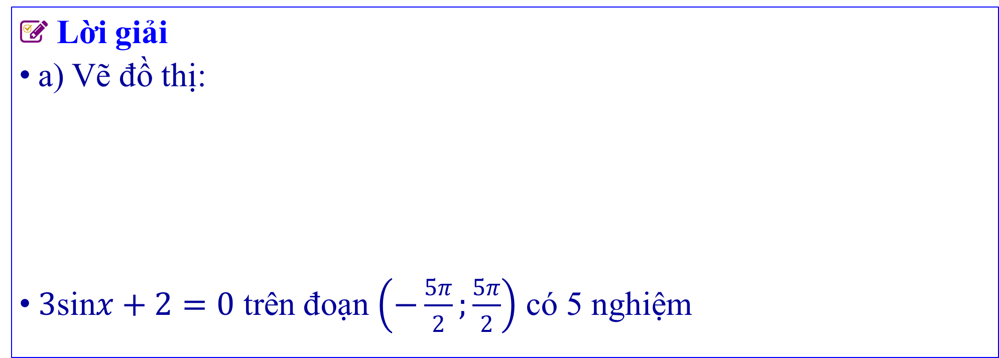 Lời giải
• a) Vẽ đồ thị:
• 3sinx + 2 = 0 trên đoạn (−5π/2; 5π/2) có 5 nghiệm